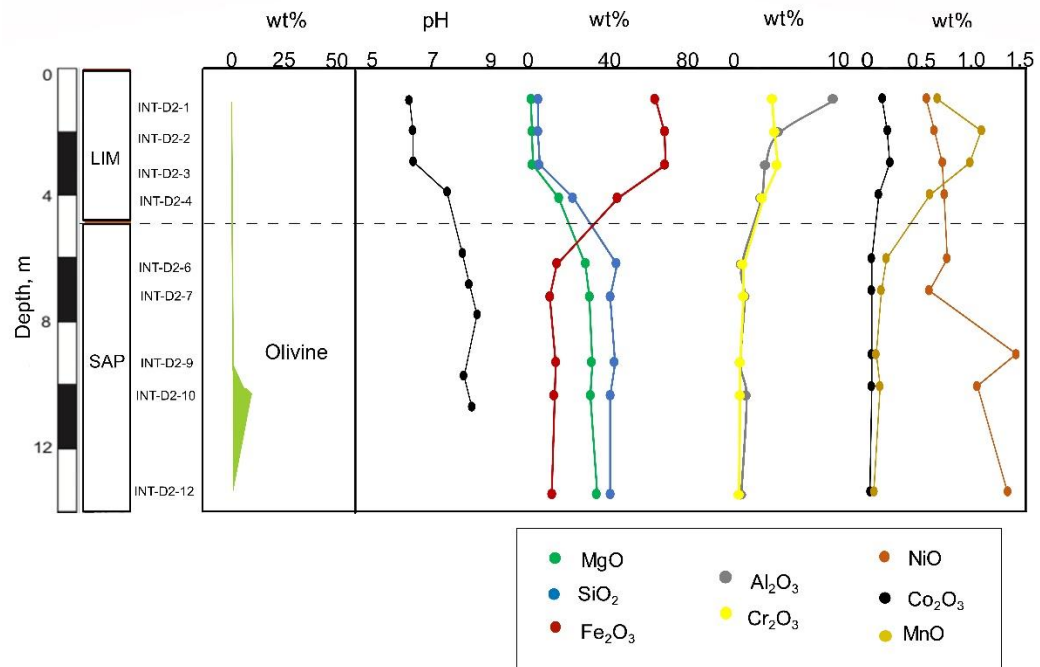 wt% pH wt% wt% wt%
0 25 50 5 7 9 0 40 80 0 10 0 0.5 1.0 1.5
0
INT-D2-1
INT-D2-2
LIM
INT-D2-3
4
INT-D2-4
Depth, m
INT-D2-6
INT-D2-7
8
SAP
INT-D2-9
Olivine
INT-D2-10
12
INT-D2-12
MgO
SiO₂
Fe₂O₃
Al₂O₃
Cr₂O₃
NiO
Co₂O₃
MnO